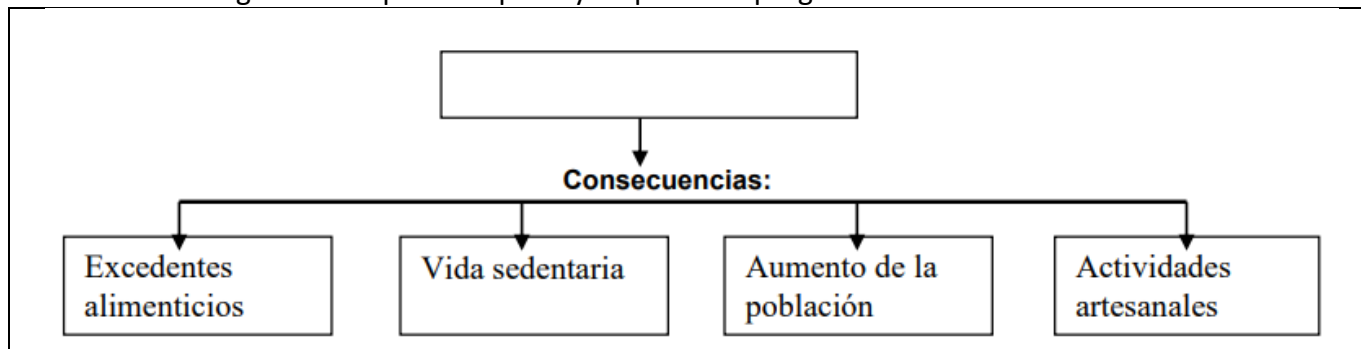 Consecuencias:
Excedentes
alimenticios
Vida sedentaria
Aumento de la
población
Actividades
artesanales